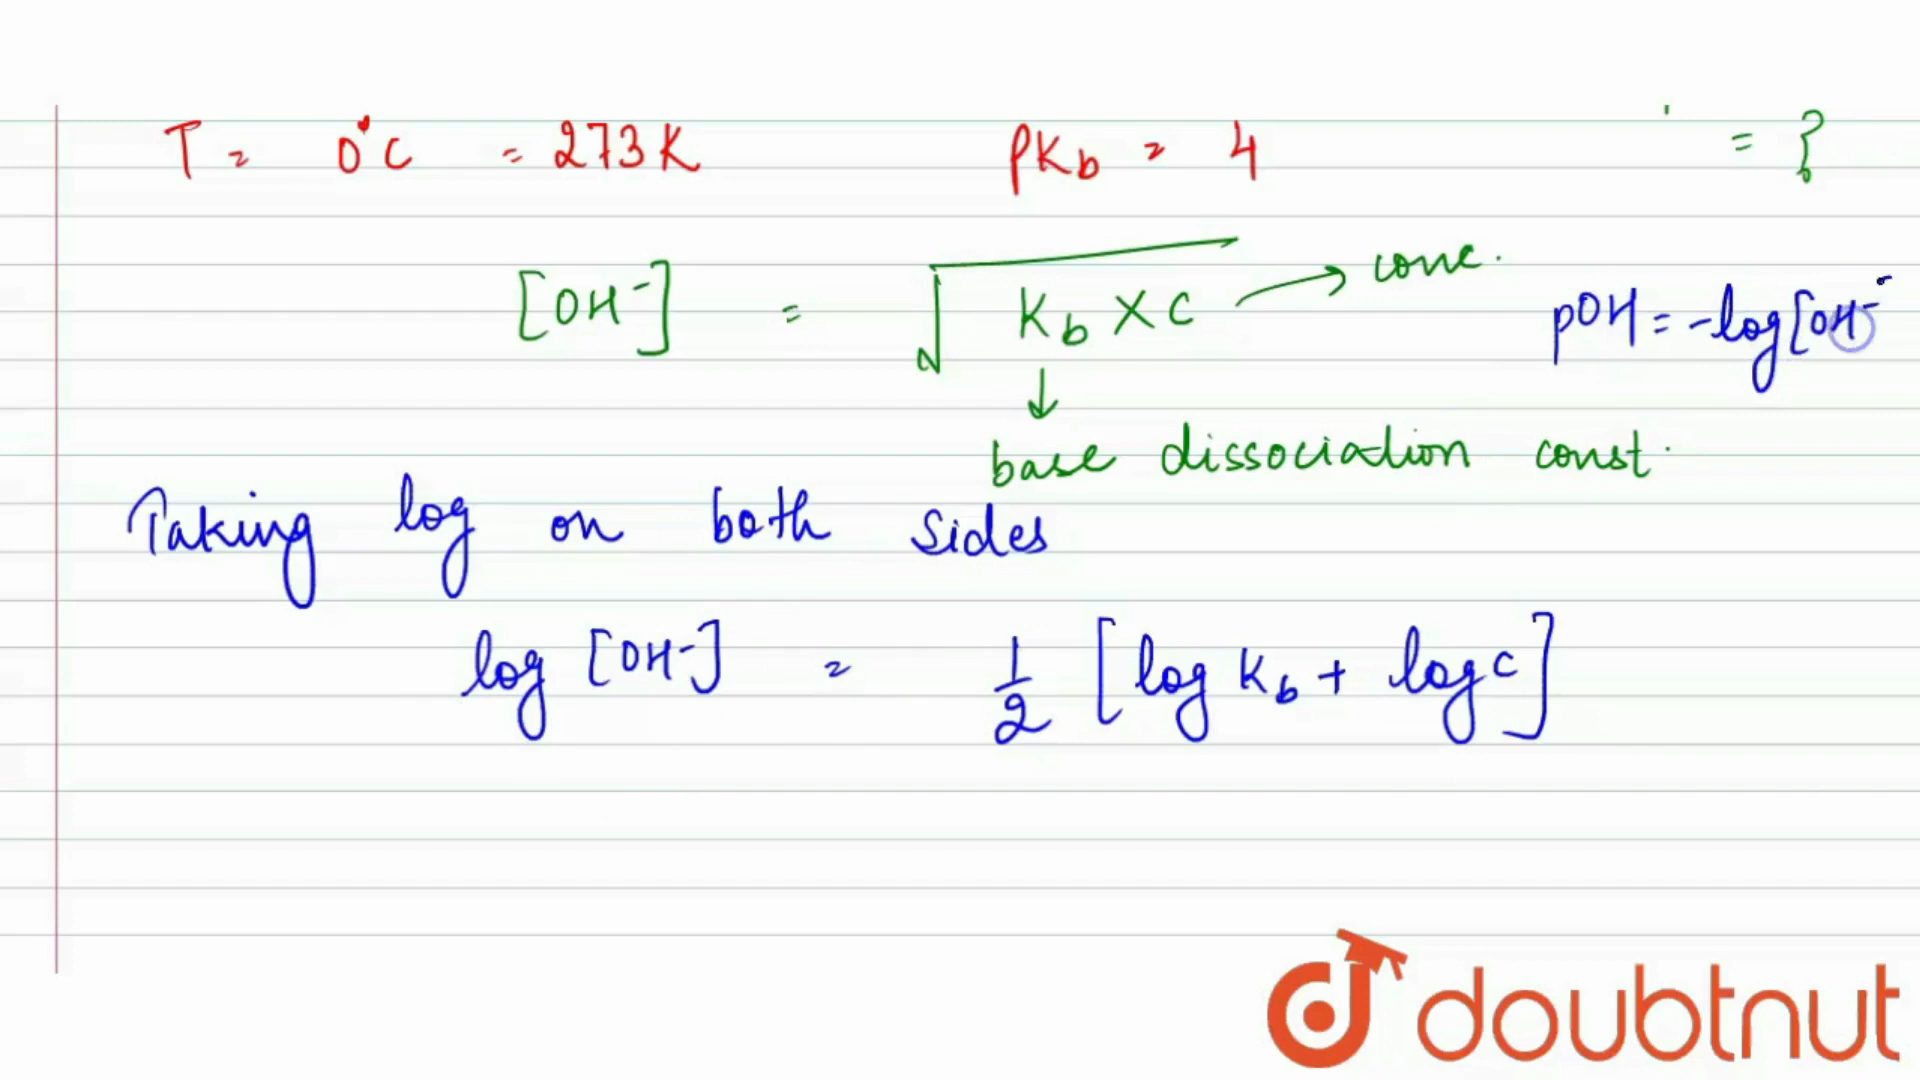 T = 0°C = 273K pKb = 4 = ?
[OH⁻] = √Kb × C → conc.
pOH = -log[OH⁻
↓
base dissociation const.
Taking log on both sides
log [OH⁻] = 1/2 [log Kb + log C]
doubtnut